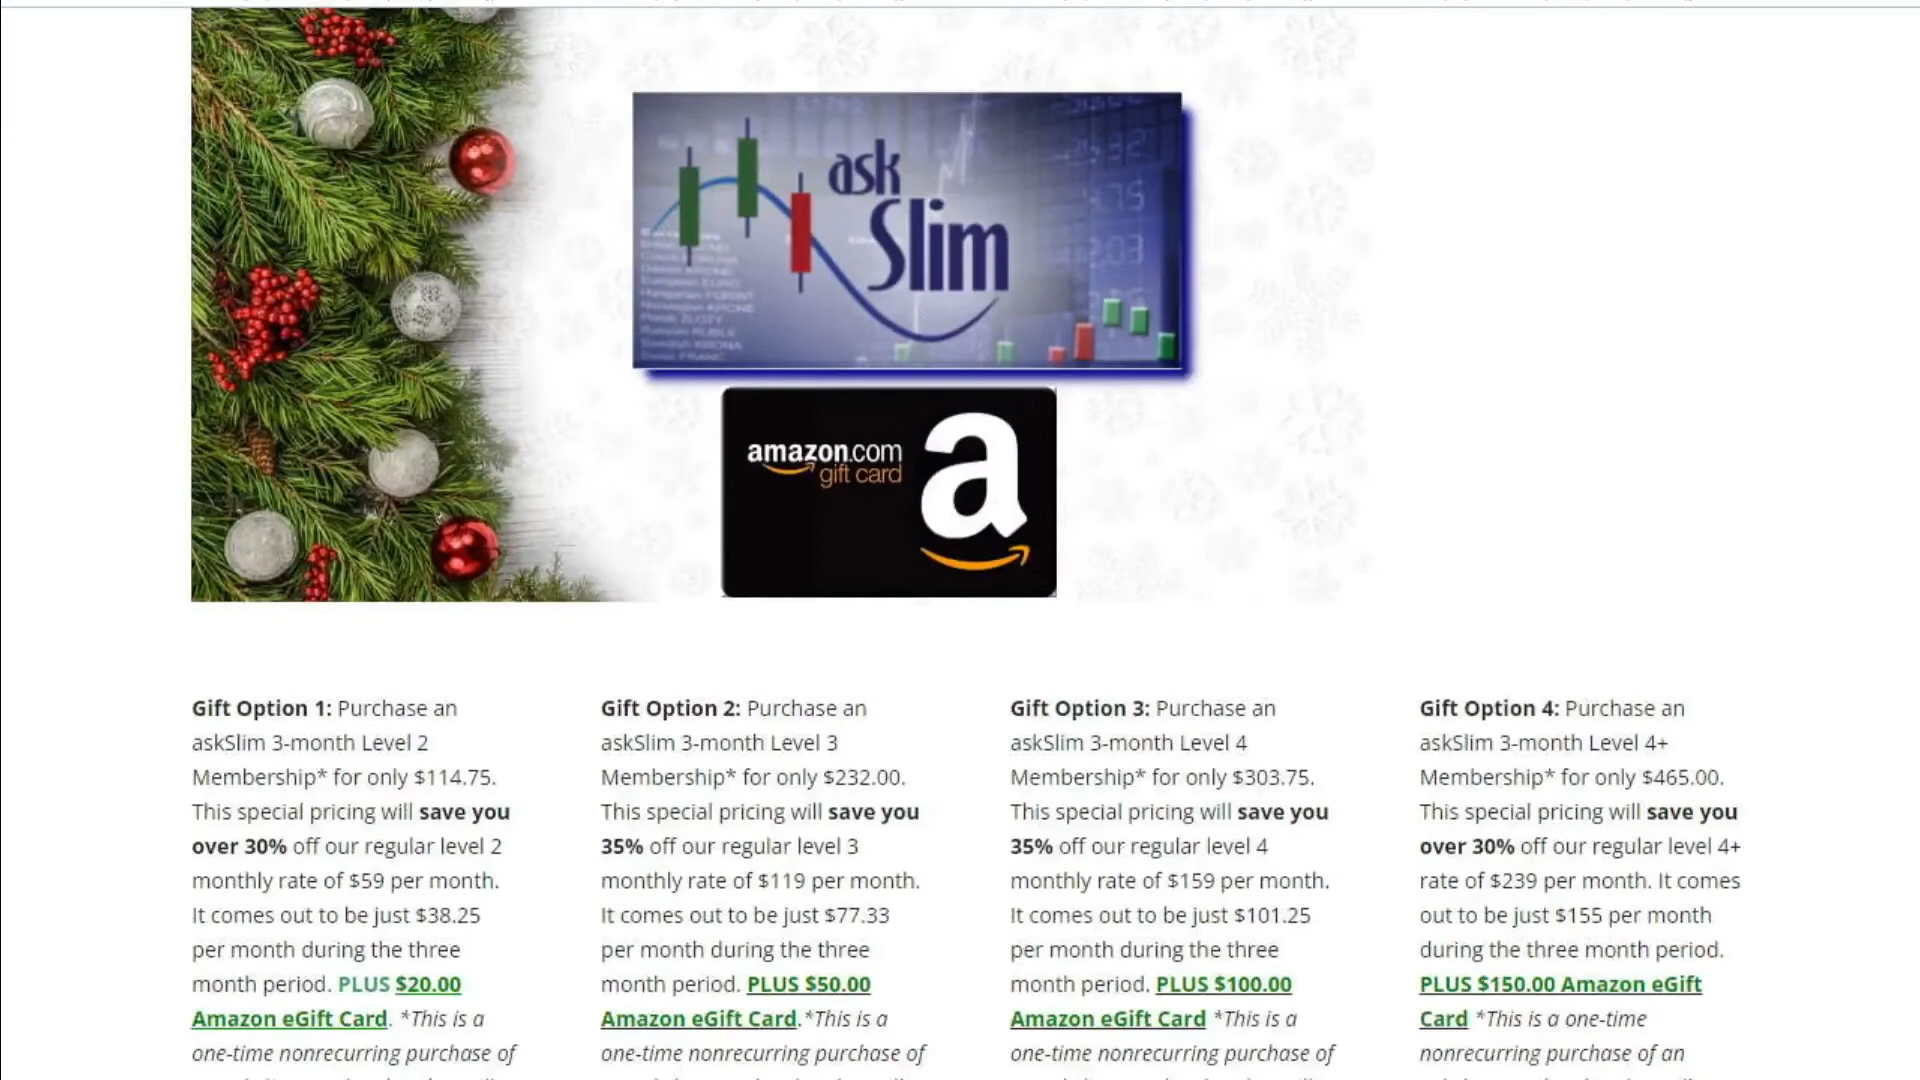 ask
Slim
amazon.com
gift card
a
Gift Option 1: Purchase an
askSlim 3-month Level 2
Membership* for only $114.75.
This special pricing will save you
over 30% off our regular level 2
monthly rate of $59 per month.
It comes out to be just $38.25
per month during the three
month period. PLUS $20.00
Amazon eGift Card. *This is a
one-time nonrecurring purchase of
Gift Option 2: Purchase an
askSlim 3-month Level 3
Membership* for only $232.00.
This special pricing will save you
35% off our regular level 3
monthly rate of $119 per month.
It comes out to be just $77.33
per month during the three
month period. PLUS $50.00
Amazon eGift Card.*This is a
one-time nonrecurring purchase of
Gift Option 3: Purchase an
askSlim 3-month Level 4
Membership* for only $303.75.
This special pricing will save you
35% off our regular level 4
monthly rate of $159 per month.
It comes out to be just $101.25
per month during the three
month period. PLUS $100.00
Amazon eGift Card *This is a
one-time nonrecurring purchase of
Gift Option 4: Purchase an
askSlim 3-month Level 4+
Membership* for only $465.00.
This special pricing will save you
over 30% off our regular level 4+
rate of $239 per month. It comes
out to be just $155 per month
during the three month period.
PLUS $150.00 Amazon eGift
Card *This is a one-time
nonrecurring purchase of an